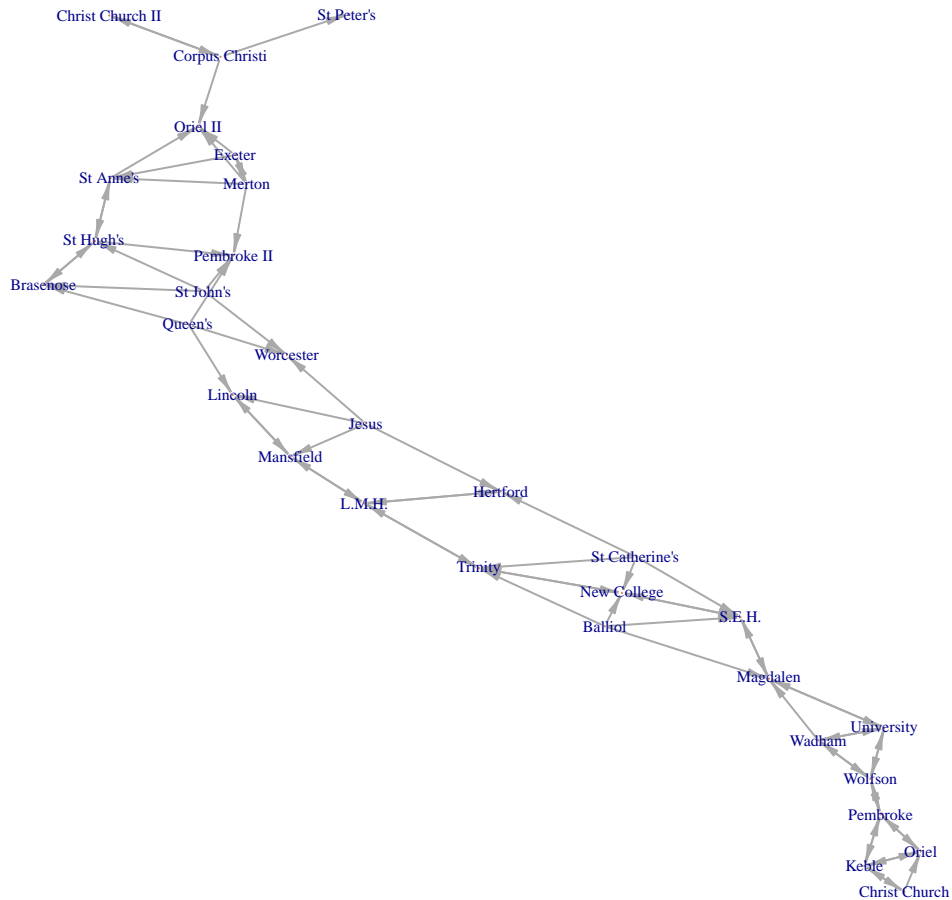 Christ Church II
St Peter's
Corpus Christi
Oriel II
Exeter
St Anne's
Merton
St Hugh's
Pembroke II
Brasenose
St John's
Queen's
Worcester
Lincoln
Jesus
Mansfield
Hertford
L.M.H.
St Catherine's
Trinity
New College
S.E.H.
Balliol
Magdalen
University
Wadham
Wolfson
Pembroke
Oriel
Keble
Christ Church